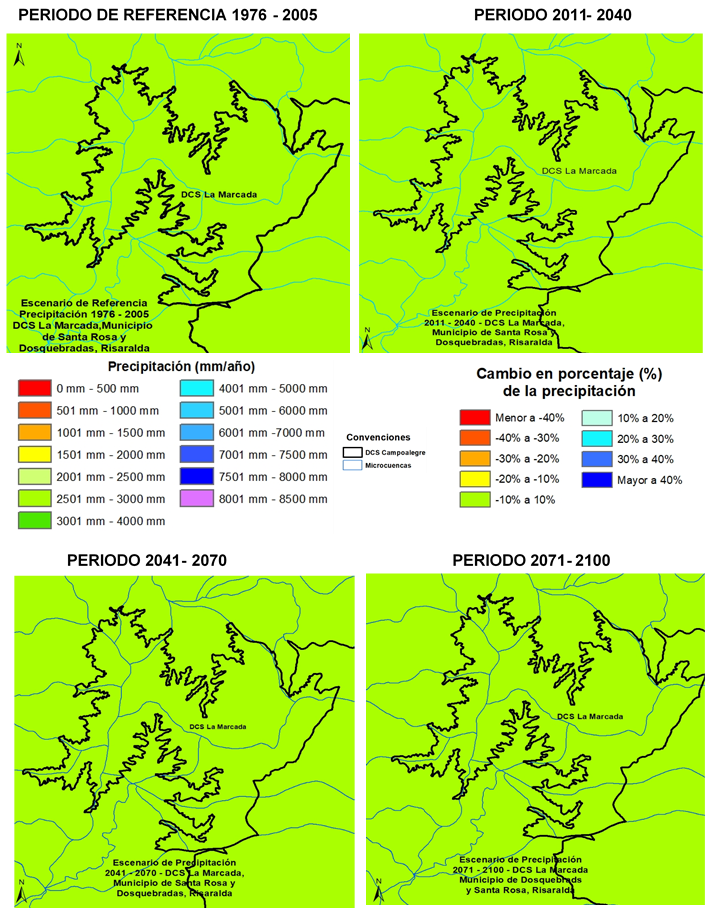 PERIODO DE REFERENCIA 1976 - 2005
PERIODO 2011- 2040
N
DCS La Marcada
Escenario de Referencia
Precipitación 1976 - 2005
DCS La Marcada,Municipio
de Santa Rosa y
Dosquebradas, Risaralda
DCS La Marcada
Escenario de Precipitación
2011 - 2040 - DCS La Marcada,
Municipio de Santa Rosa y
Dosquebradas, Risaralda
N
Precipitación (mm/año)
0 mm - 500 mm
501 mm - 1000 mm
1001 mm - 1500 mm
1501 mm - 2000 mm
2001 mm - 2500 mm
2501 mm - 3000 mm
3001 mm - 4000 mm
4001 mm - 5000 mm
5001 mm - 6000 mm
6001 mm -7000 mm
7001 mm - 7500 mm
7501 mm - 8000 mm
8001 mm - 8500 mm
Convenciones
DCS Campoalegre
Microcuencas
Cambio en porcentaje (%)
de la precipitación
Menor a -40%
-40% a -30%
-30% a -20%
-20% a -10%
-10% a 10%
10% a 20%
20% a 30%
30% a 40%
Mayor a 40%
PERIODO 2041- 2070
PERIODO 2071- 2100
DCS La Marcada
Escenario de Precipitación
2041 - 2070 - DCS La Marcada,
Municipio de Santa Rosa y
Dosquebradas, Risaralda
N
DCS La Marcada
Escenario de Precipitación
2071 - 2100 - DCS La Marcada
Municipio de Dosquebrads
y Santa Rosa, Risaralda
N